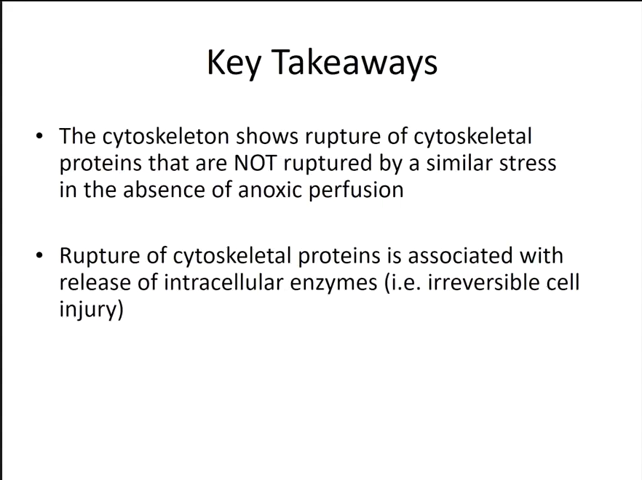 Key Takeaways
• The cytoskeleton shows rupture of cytoskeletal
proteins that are NOT ruptured by a similar stress
in the absence of anoxic perfusion
• Rupture of cytoskeletal proteins is associated with
release of intracellular enzymes (i.e. irreversible cell
injury)